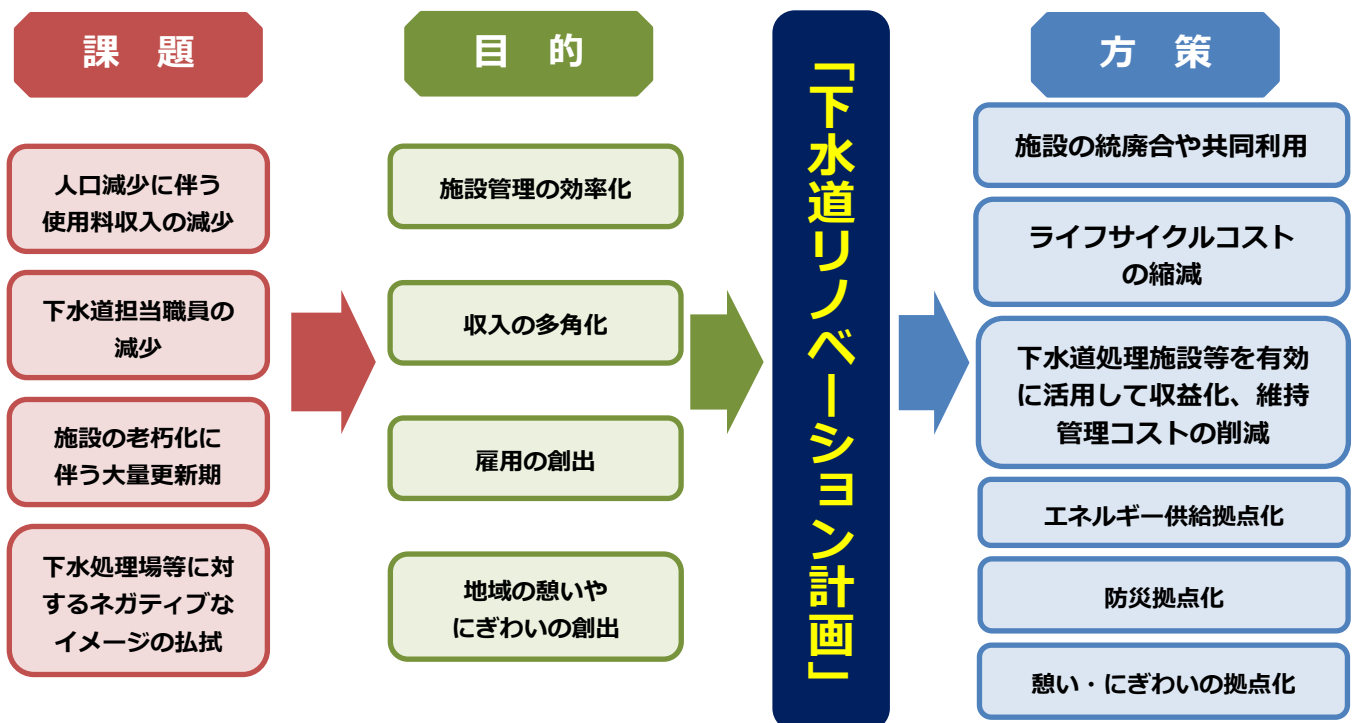 課 題
人口減少に伴う
使用料収入の減少
下水道担当職員の
減少
施設の老朽化に
伴う大量更新期
下水処理場等に対
するネガティブな
イメージの払拭
目 的
施設管理の効率化
収入の多角化
雇用の創出
地域の憩いや
にぎわいの創出
「下水道リノベーション計画」
方 策
施設の統廃合や共同利用
ライフサイクルコスト
の縮減
下水道処理施設等を有効
に活用して収益化、維持
管理コストの削減
エネルギー供給拠点化
防災拠点化
憩い・にぎわいの拠点化